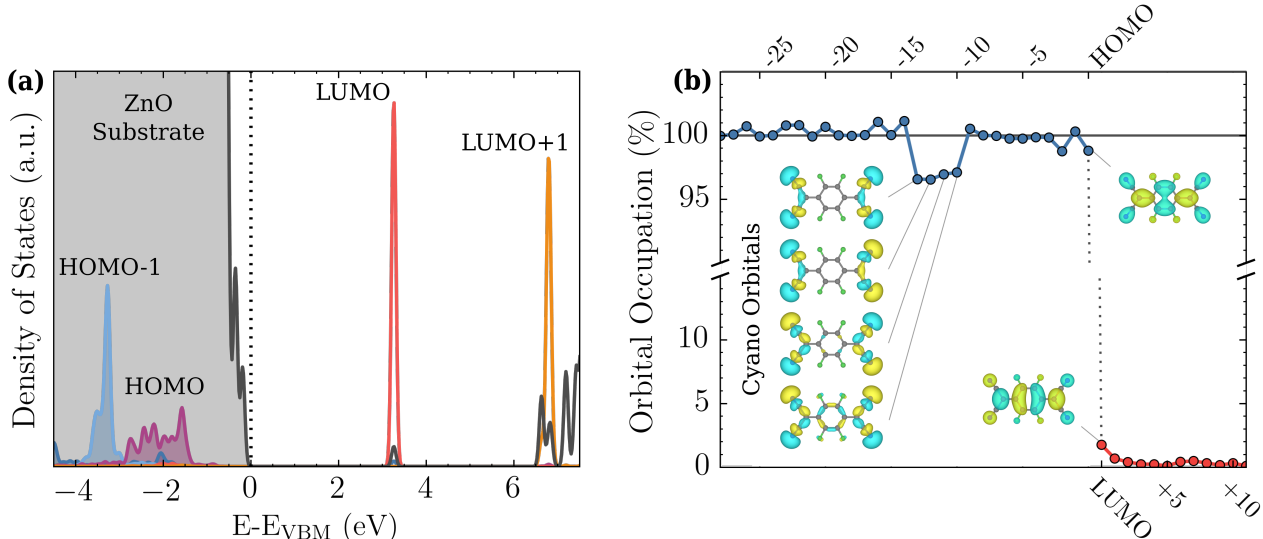 (a)
ZnO
Substrate
LUMO
LUMO+1
HOMO-1
HOMO
Density of States (a.u.)
−4 −2 0 2 4 6
E-E_VBM (eV)
(b)
-25 -20 -15 -10 -5 HOMO
100
95
10
5
0
Orbital Occupation (%)
Cyano Orbitals
LUMO +5 +10